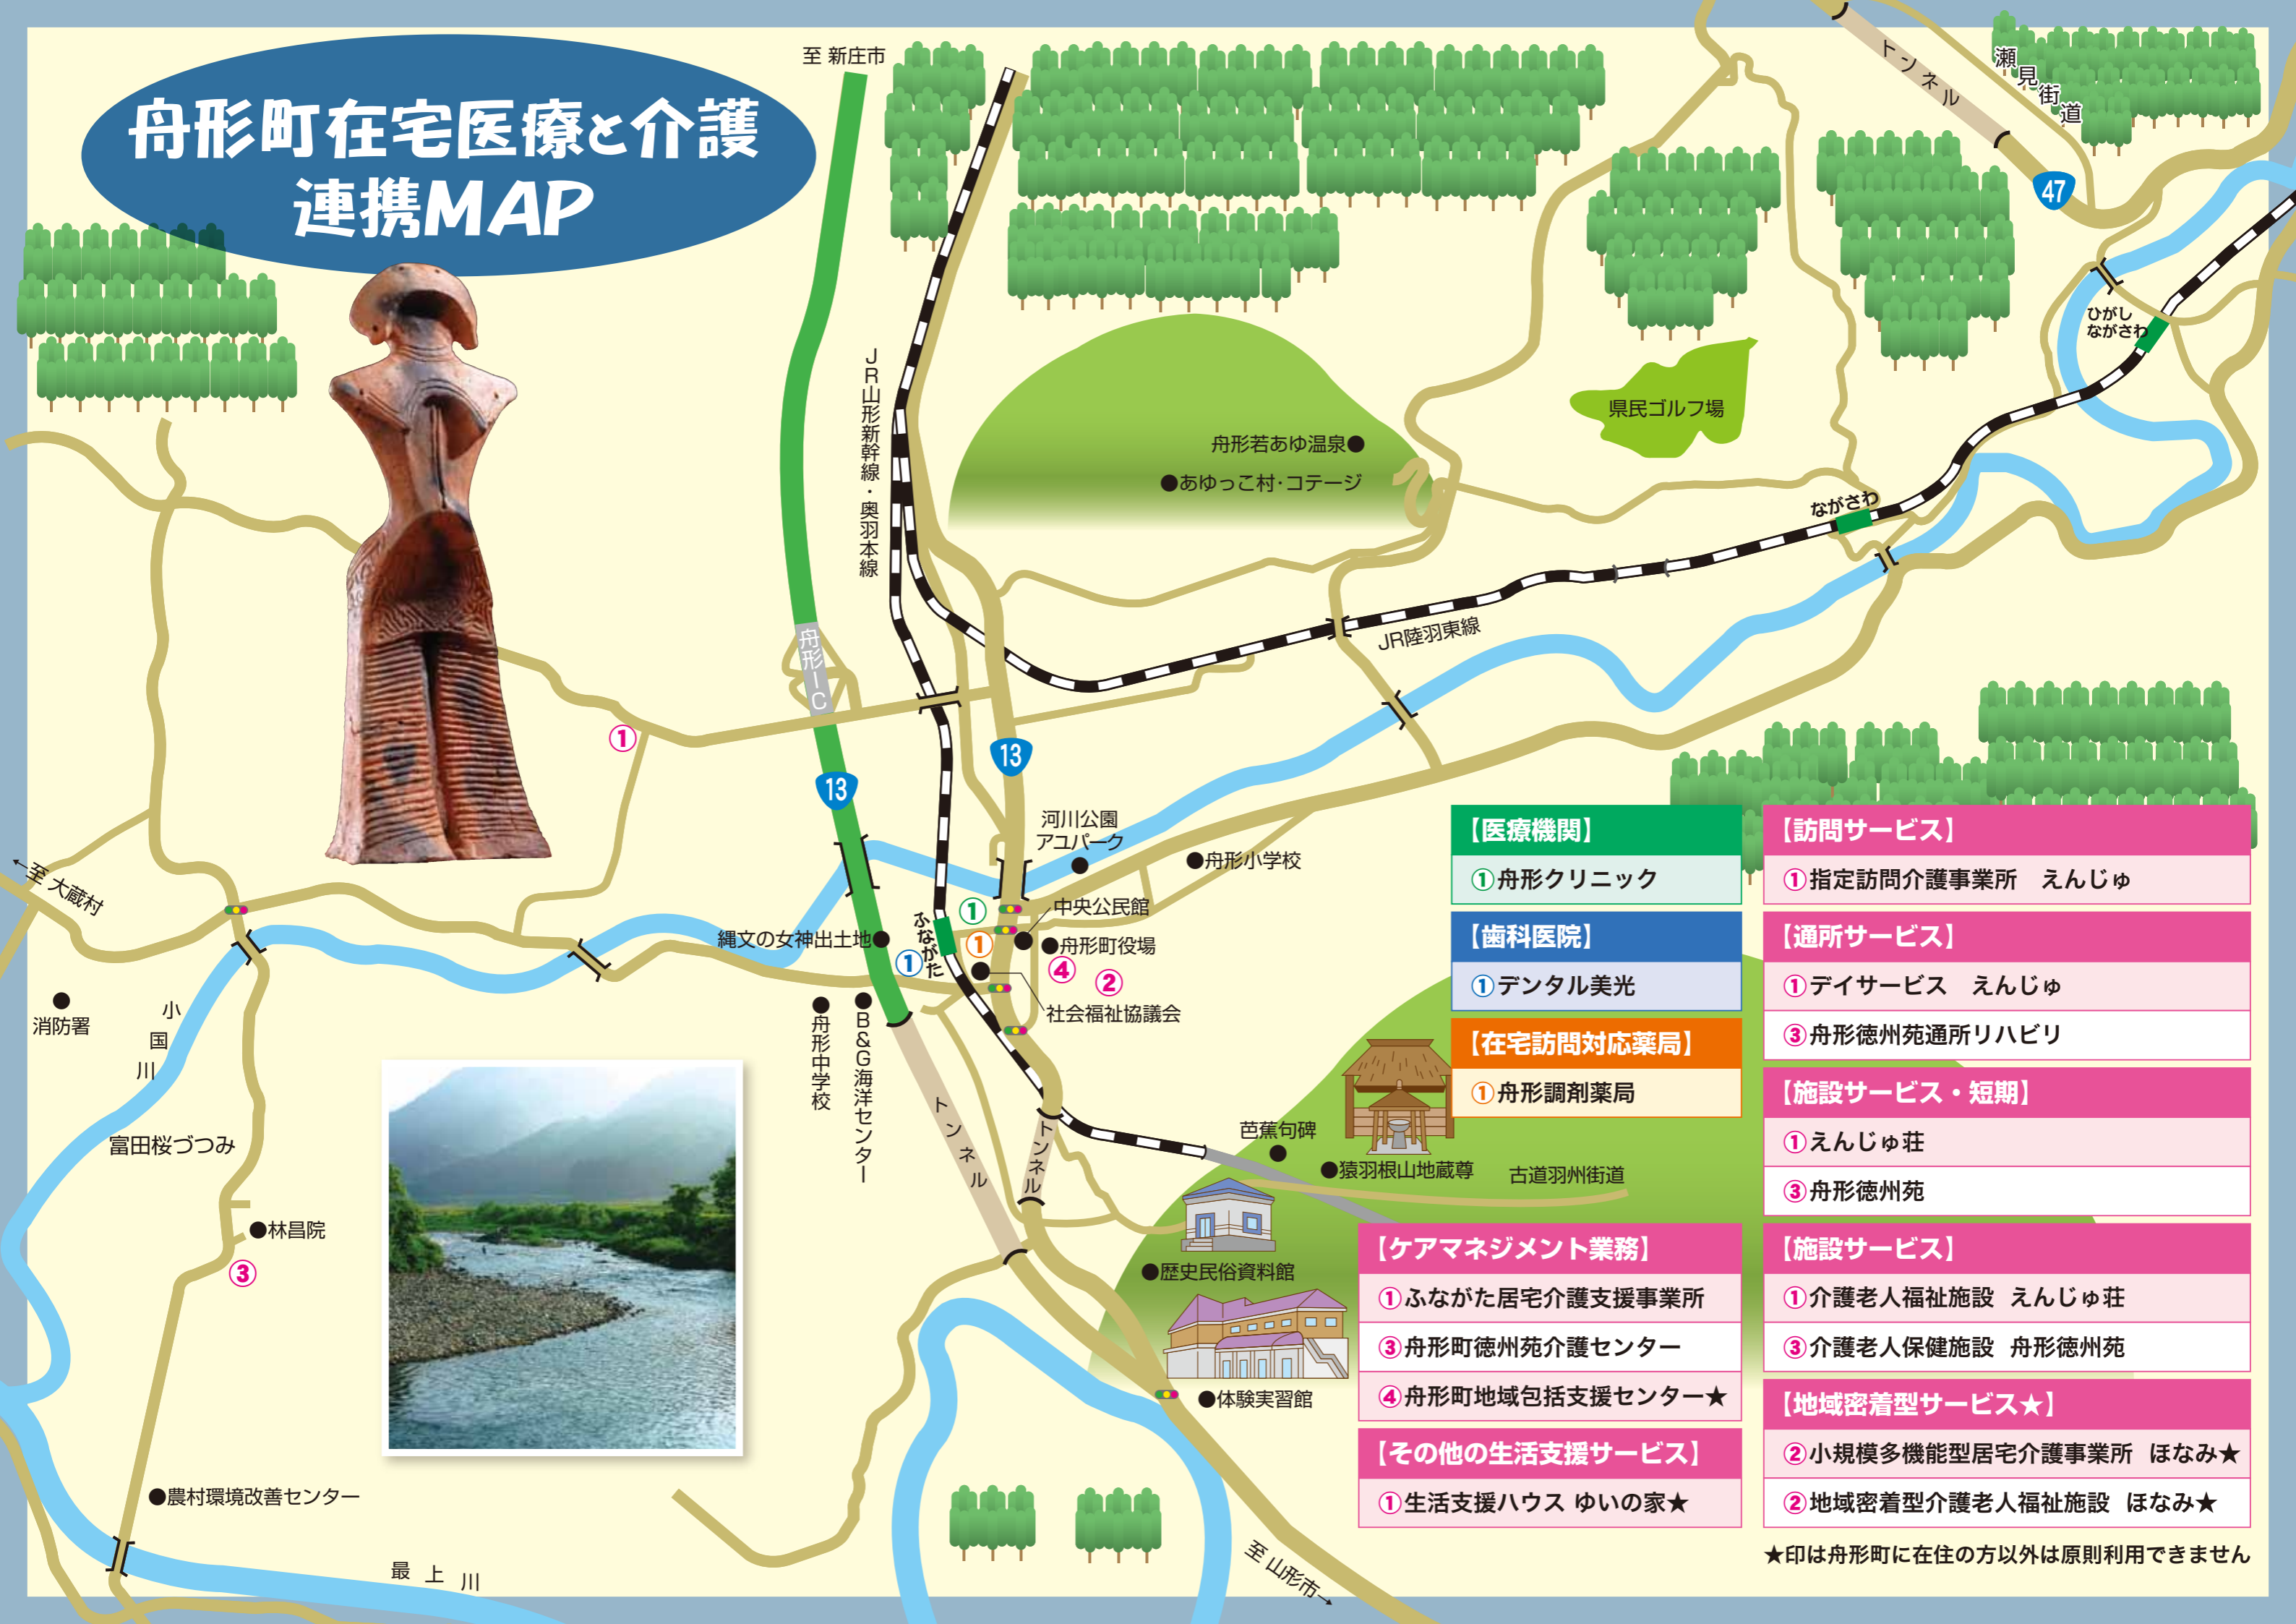 舟形町在宅医療と介護
連携MAP
至 新庄市
トンネル
瀬見街道
47
ひがし
ながさわ
JR山形新幹線・奥羽本線
県民ゴルフ場
舟形若あゆ温泉●
●あゆっこ村・コテージ
ながさわ
JR陸羽東線
舟形IC
①
13
13
河川公園
アユパーク
●舟形小学校
←至 大蔵村
中央公民館
①
ふながた
縄文の女神出土地●
①
①
●舟形町役場
④
②
社会福祉協議会
消防署
小国川
舟形中学校
B&G海洋センター
トンネル
トンネル
富田桜づつみ
芭蕉句碑
●猿羽根山地蔵尊
古道羽州街道
●林昌院
③
●歴史民俗資料館
●体験実習館
●農村環境改善センター
最上川
至 山形市→
【医療機関】
①舟形クリニック
【歯科医院】
①デンタル美光
【在宅訪問対応薬局】
①舟形調剤薬局
【ケアマネジメント業務】
①ふながた居宅介護支援事業所
③舟形町徳州苑介護センター
④舟形町地域包括支援センター★
【その他の生活支援サービス】
①生活支援ハウス ゆいの家★
【訪問サービス】
①指定訪問介護事業所 えんじゅ
【通所サービス】
①デイサービス えんじゅ
③舟形徳州苑通所リハビリ
【施設サービス・短期】
①えんじゅ荘
③舟形徳州苑
【施設サービス】
①介護老人福祉施設 えんじゅ荘
③介護老人保健施設 舟形徳州苑
【地域密着型サービス★】
②小規模多機能型居宅介護事業所 ほなみ★
②地域密着型介護老人福祉施設 ほなみ★
★印は舟形町に在住の方以外は原則利用できません